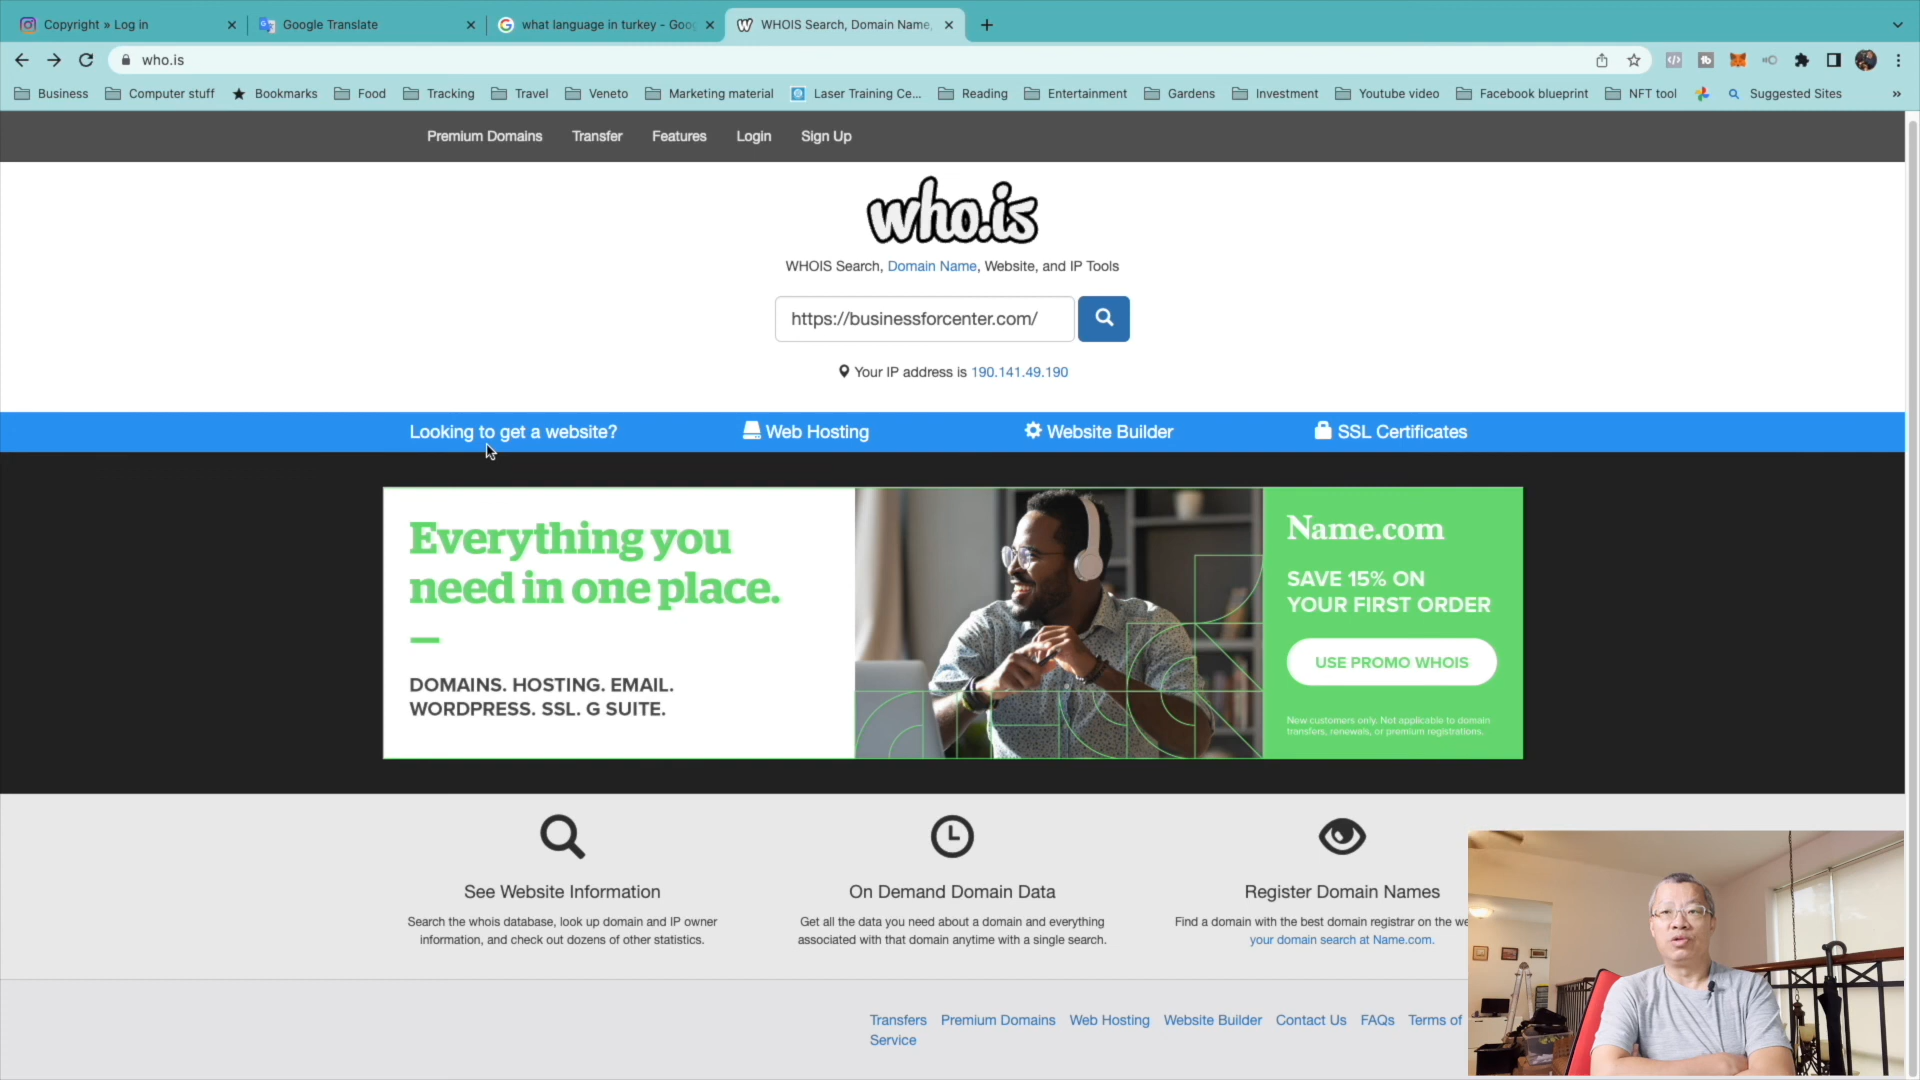 Copyright » Log in
Google Translate
what language in turkey - Goo
WHOIS Search, Domain Name,
who.is
Business
Computer stuff
Bookmarks
Food
Tracking
Travel
Veneto
Marketing material
Laser Training Ce...
Reading
Entertainment
Gardens
Investment
Youtube video
Facebook blueprint
NFT tool
Suggested Sites
»
Premium Domains
Transfer
Features
Login
Sign Up
who.is
WHOIS Search, Domain Name, Website, and IP Tools
https://businessforcenter.com/
Your IP address is 190.141.49.190
Looking to get a website?
Web Hosting
Website Builder
SSL Certificates
Everything you
need in one place.
DOMAINS. HOSTING. EMAIL.
WORDPRESS. SSL. G SUITE.
Name.com
SAVE 15% ON
YOUR FIRST ORDER
USE PROMO WHOIS
New customers only. Not applicable to domain
transfers, renewals, or premium registrations.
See Website Information
Search the whois database, look up domain and IP owner
information, and check out dozens of other statistics.
On Demand Domain Data
Get all the data you need about a domain and everything
associated with that domain anytime with a single search.
Register Domain Names
Find a domain with the best domain registrar on the we
your domain search at Name.com.
Transfers
Premium Domains
Web Hosting
Website Builder
Contact Us
FAQs
Terms of
Service